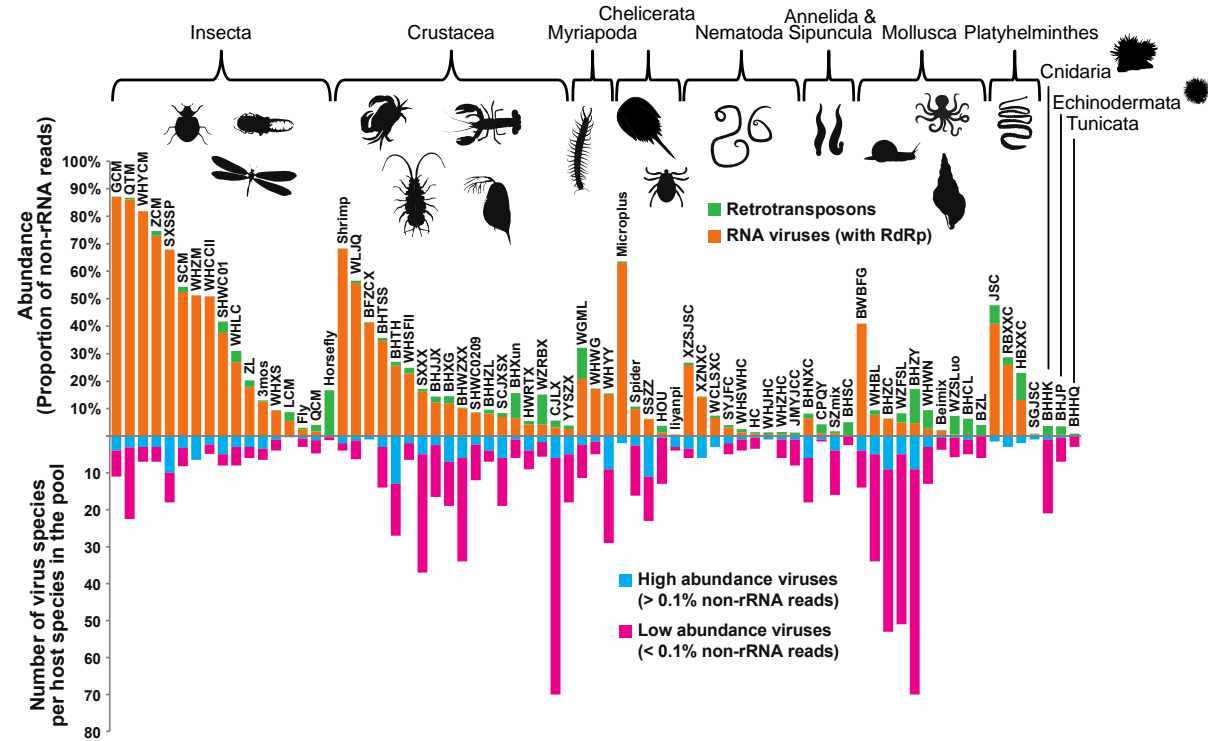 Insecta
Crustacea
Myriapoda
Chelicerata
Nematoda
Annelida &
Sipuncula
Mollusca
Platyhelminthes
Cnidaria
Echinodermata
Tunicata
Abundance
(Proportion of non-rRNA reads)
100%
90%
80%
70%
60%
50%
40%
30%
20%
10%
Retrotransposons
RNA viruses (with RdRp)
GCM
QTM
WHYCM
ZCM
SXSSP
SCM
WHZM
WHCCII
SHWC01
WHLC
ZL
3mos
WHXS
LCM
Fly
QCM
Horsefly
Shrimp
WLJQ
BFZCX
BHTSS
BHTH
WHSFII
SXXX
BHJJX
BHXG
BHWZXX
SHWC0209
BHHZL
SCJXSX
BHXun
HWRTX
WZRBX
CJLX
YYSZX
WGML
WHWG
WHYY
Microplus
Spider
SSZZ
HOU
liyanpi
XZSJSC
XZNXC
WCLSXC
SYJFC
WHSWHC
HC
WHJHC
WHZHC
JMYJCC
BHNXC
CPQY
SZmix
BHSC
BWBFG
WHBL
BHZC
WZFSL
BHZY
WHWN
Beimix
WZSLuo
BHCL
BZL
JSC
RBXXC
HBXXC
SGJSC
BHHK
BHJP
BHHQ
Number of virus species
per host species in the pool
10
20
30
40
50
60
70
80
High abundance viruses
(> 0.1% non-rRNA reads)
Low abundance viruses
(< 0.1% non-rRNA reads)